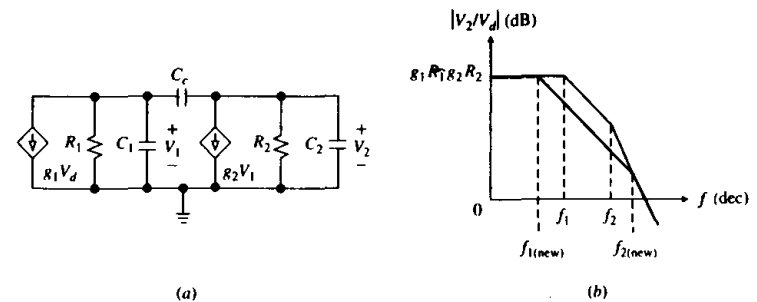 C_c
R_1
C_1
+
V_1
−
R_2
C_2
+
V_2
−
g_1V_d
g_2V_1
(a)
|V_2/V_d| (dB)
g_1R_1g_2R_2
0
f_1
f_2
f (dec)
f_1(new)
f_2(new)
(b)